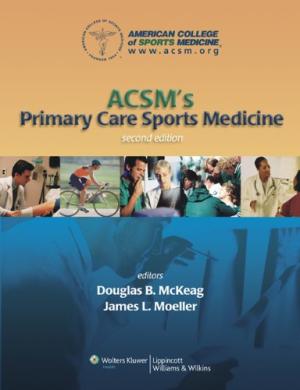 AMERICAN COLLEGE
of SPORTS MEDICINE
www.acsm.org
ACSM's
Primary Care Sports Medicine
second edition
editors
Douglas B. McKeag
James L. Moeller
Wolters Kluwer
Health
Lippincott
Williams & Wilkins